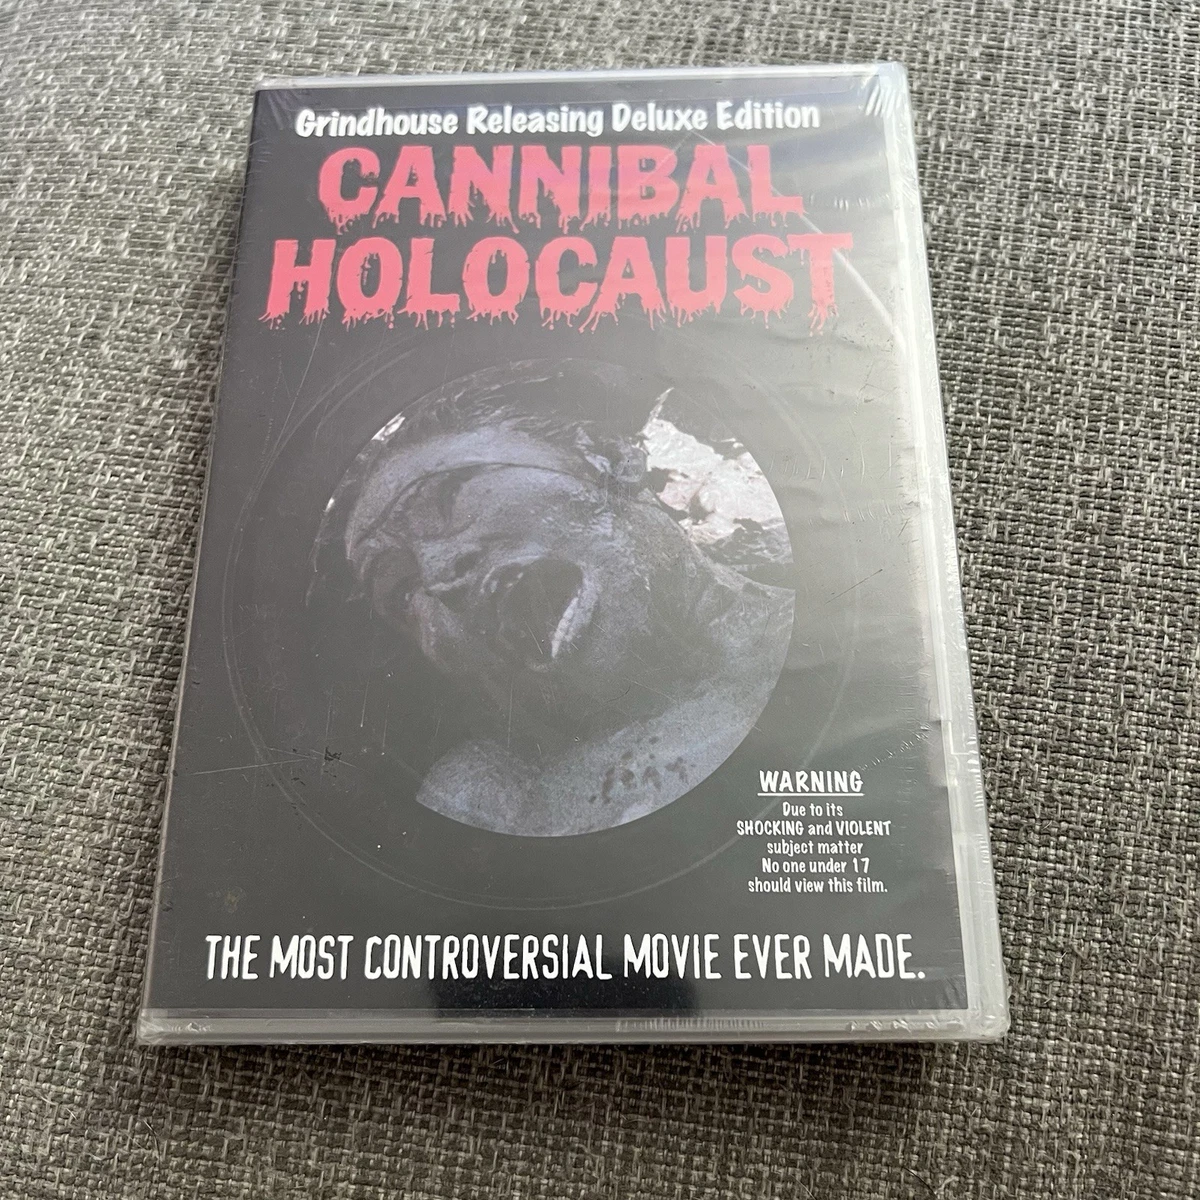 Grindhouse Releasing Deluxe Edition
CANNIBAL
HOLOCAUST
WARNING
Due to its
SHOCKING and VIOLENT
subject matter
No one under 17
should view this film.
THE MOST CONTROVERSIAL MOVIE EVER MADE.